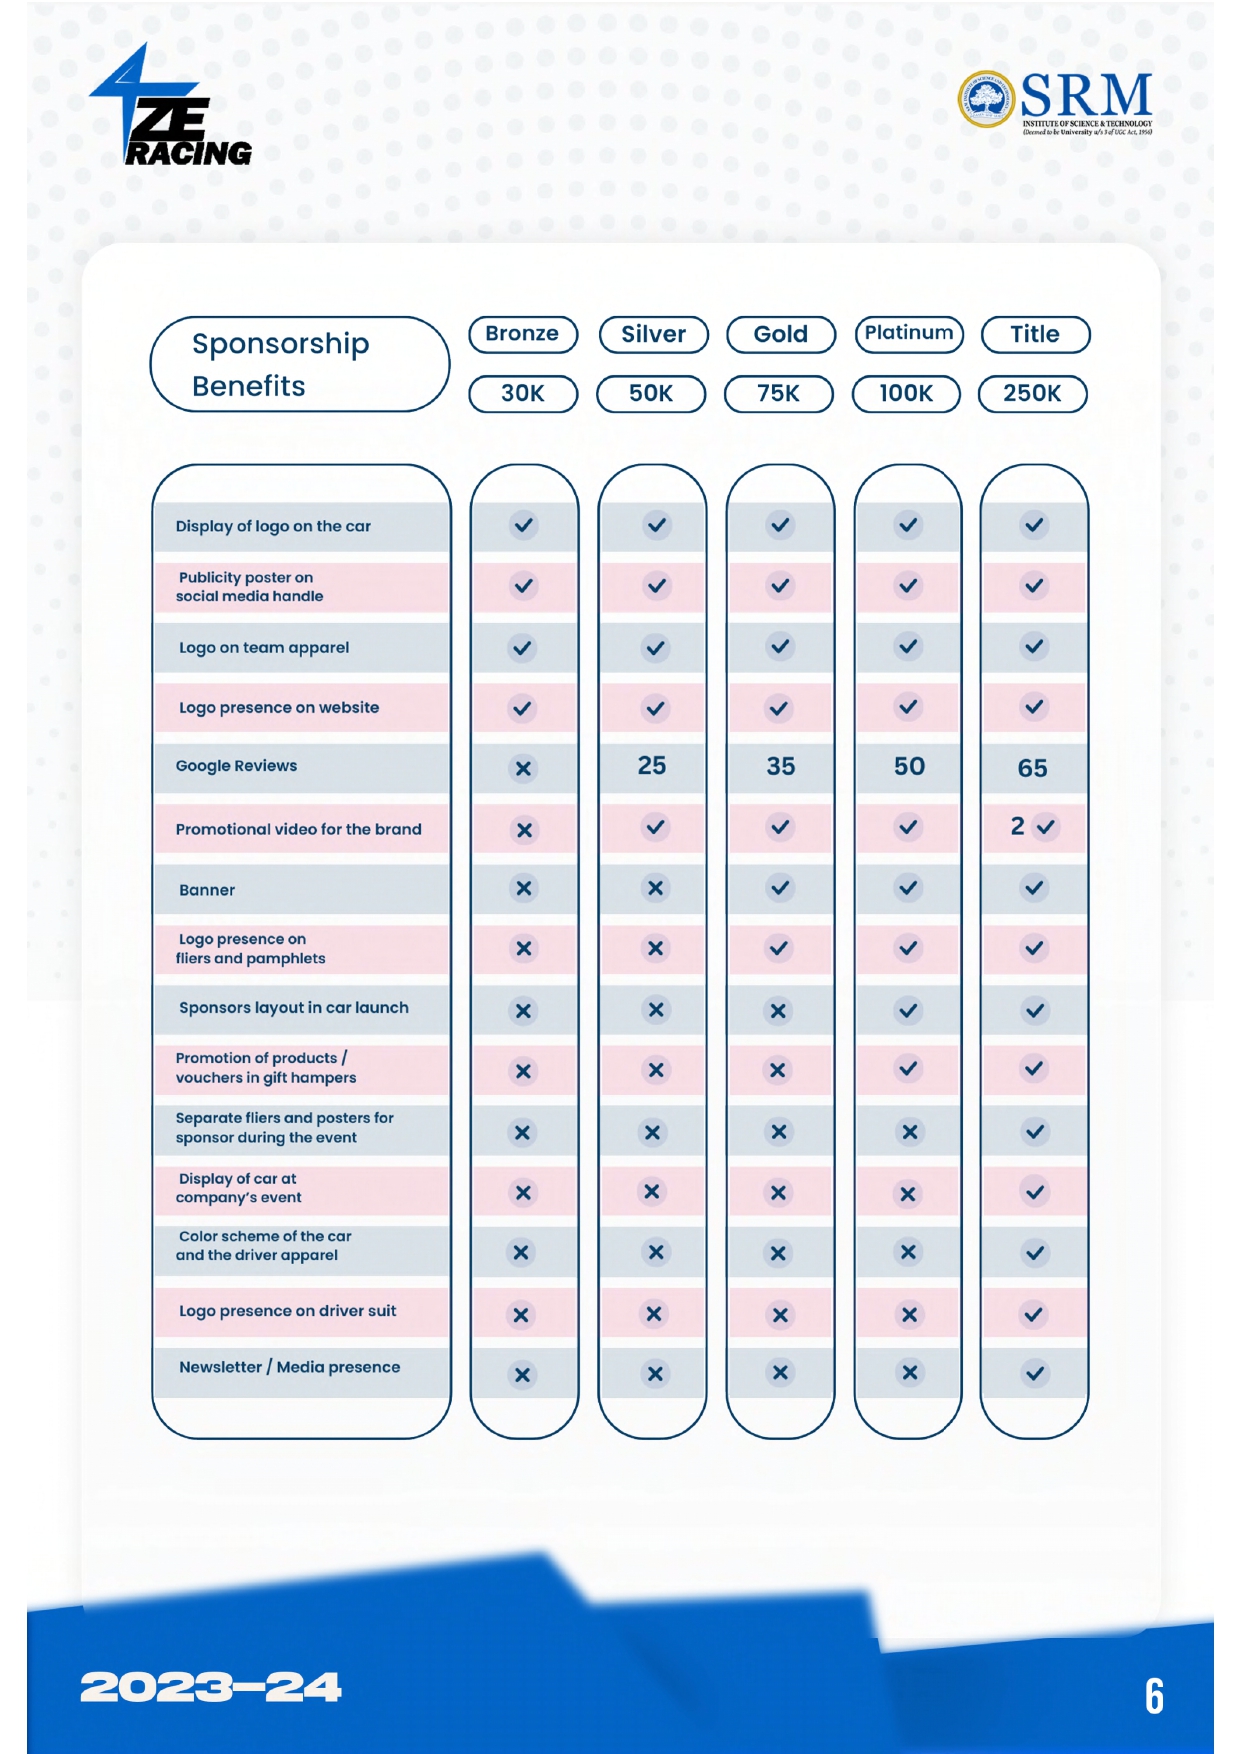 4
ZE
RACING
SRM
INSTITUTE OF SCIENCE & TECHNOLOGY
(Deemed to be University u/s 3 of UGC Act, 1956)
Sponsorship
Benefits
Bronze Silver Gold Platinum Title
30K 50K 75K 100K 250K
Display of logo on the car ✓ ✓ ✓ ✓ ✓
Publicity poster on
social media handle ✓ ✓ ✓ ✓ ✓
Logo on team apparel ✓ ✓ ✓ ✓ ✓
Logo presence on website ✓ ✓ ✓ ✓ ✓
Google Reviews ✕ 25 35 50 65
Promotional video for the brand ✕ ✓ ✓ ✓ 2 ✓
Banner ✕ ✕ ✓ ✓ ✓
Logo presence on
fliers and pamphlets ✕ ✕ ✓ ✓ ✓
Sponsors layout in car launch ✕ ✕ ✕ ✓ ✓
Promotion of products /
vouchers in gift hampers ✕ ✕ ✕ ✓ ✓
Separate fliers and posters for
sponsor during the event ✕ ✕ ✕ ✕ ✓
Display of car at
company's event ✕ ✕ ✕ ✕ ✓
Color scheme of the car
and the driver apparel ✕ ✕ ✕ ✕ ✓
Logo presence on driver suit ✕ ✕ ✕ ✕ ✓
Newsletter / Media presence ✕ ✕ ✕ ✕ ✓
2023-24
6